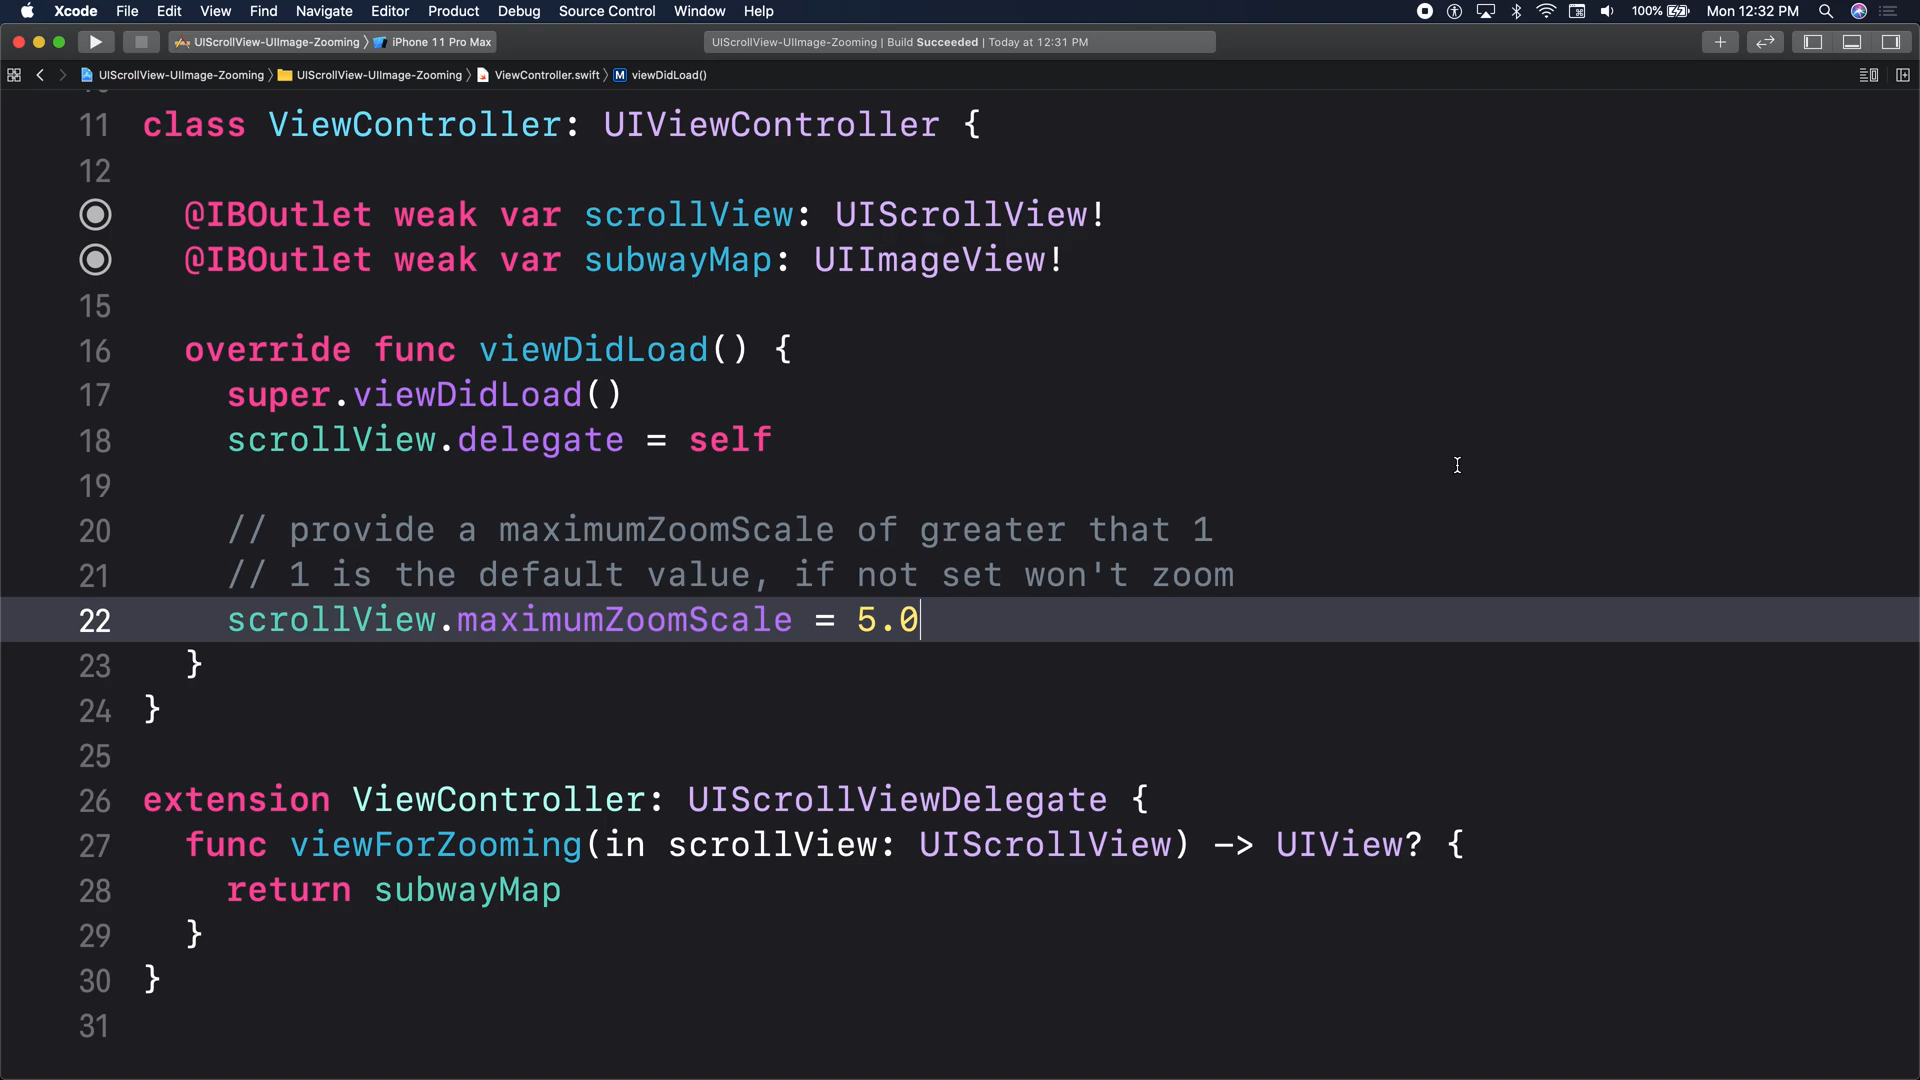 Xcode File Edit View Find Navigate Editor Product Debug Source Control Window Help 100% Mon 12:32 PM
UIScrollView-UIImage-Zooming iPhone 11 Pro Max UIScrollView-UIImage-Zooming | Build Succeeded | Today at 12:31 PM
UIScrollView-UIImage-Zooming UIScrollView-UIImage-Zooming ViewController.swift M viewDidLoad()
11 class ViewController: UIViewController {
12
@IBOutlet weak var scrollView: UIScrollView!
@IBOutlet weak var subwayMap: UIImageView!
15
16 override func viewDidLoad() {
17 super.viewDidLoad()
18 scrollView.delegate = self
19
20 // provide a maximumZoomScale of greater that 1
21 // 1 is the default value, if not set won't zoom
22 scrollView.maximumZoomScale = 5.0
23 }
24 }
25
26 extension ViewController: UIScrollViewDelegate {
27 func viewForZooming(in scrollView: UIScrollView) -> UIView? {
28 return subwayMap
29 }
30 }
31